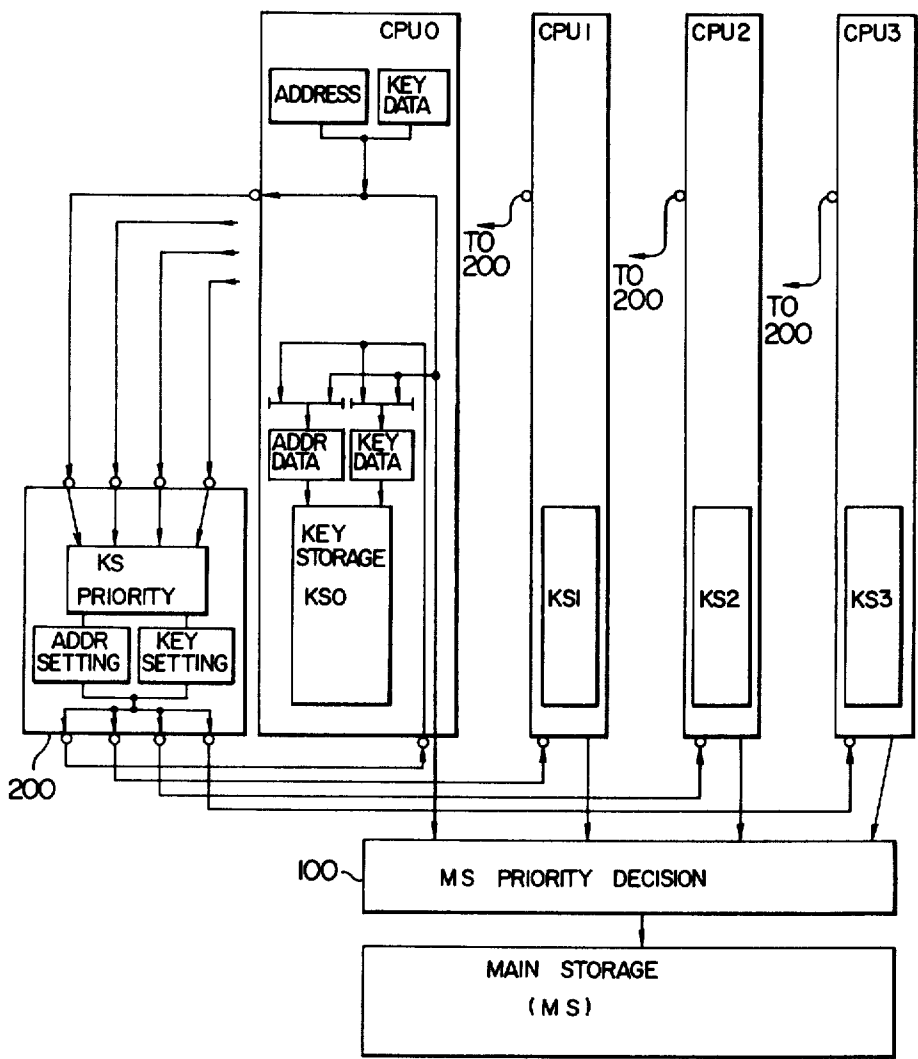 CPU0
CPU1
CPU2
CPU3
ADDRESS
KEY
DATA
TO
200
TO
200
TO
200
ADDR
DATA
KEY
DATA
KEY
STORAGE
KS0
KS
PRIORITY
ADDR
SETTING
KEY
SETTING
KS1
KS2
KS3
200
100
MS PRIORITY DECISION
MAIN STORAGE
(MS)